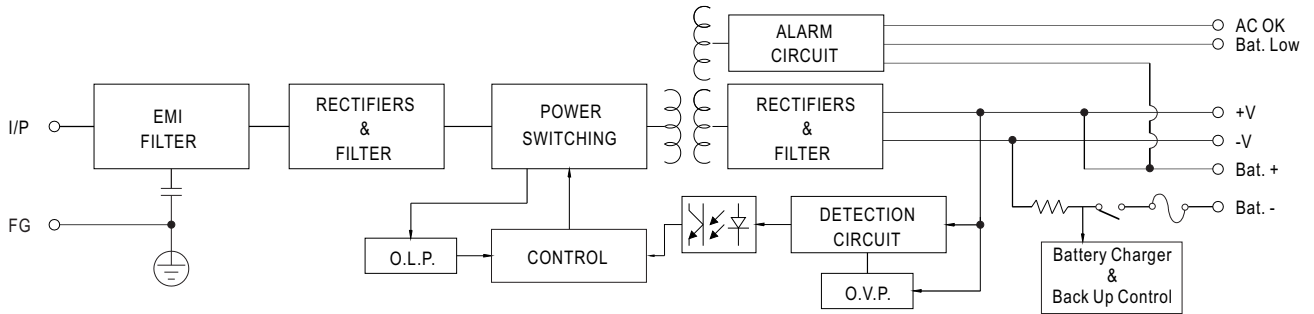 I/P
FG
EMI
FILTER
RECTIFIERS
&
FILTER
POWER
SWITCHING
O.L.P.
CONTROL
ALARM
CIRCUIT
RECTIFIERS
&
FILTER
DETECTION
CIRCUIT
O.V.P.
AC OK
Bat. Low
+V
-V
Bat. +
Bat. -
Battery Charger
&
Back Up Control